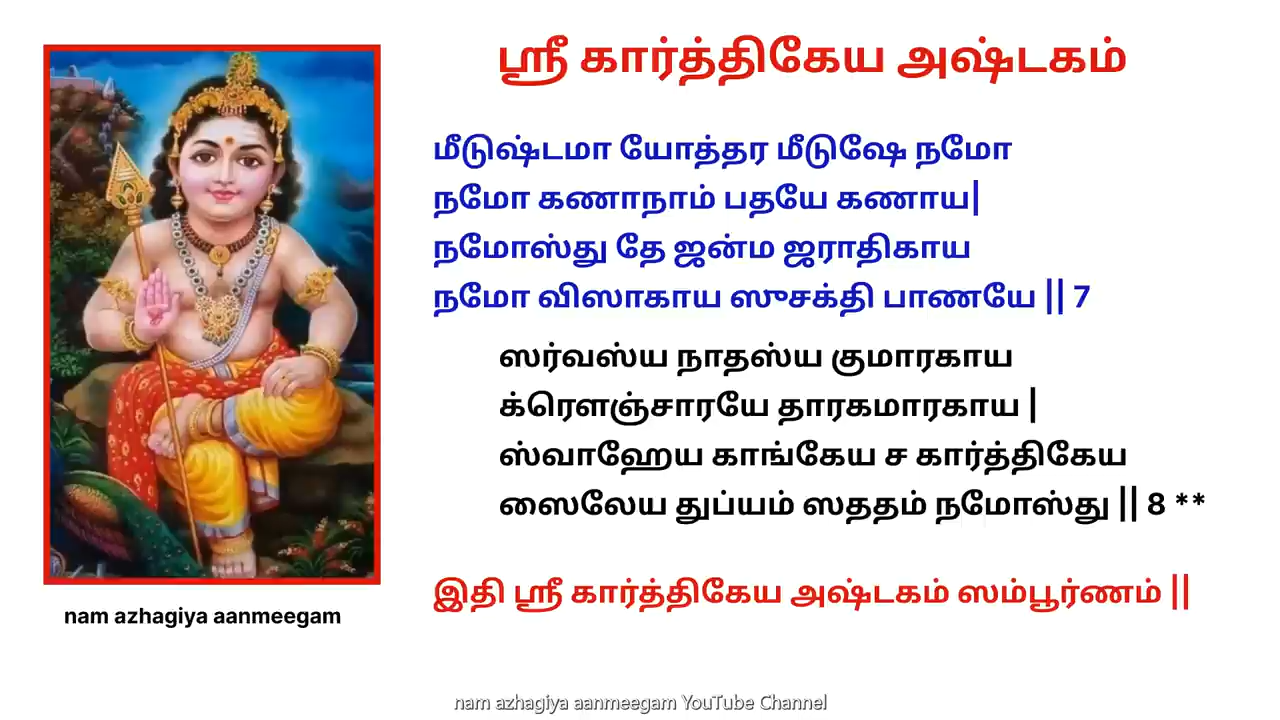 ஸ்ரீ கார்த்திகேய அஷ்டகம்
மீடுஷ்டமா யோத்தர மீடுஷே நமோ
நமோ கணாநாம் பதயே கணாய|
நமோஸ்து தே ஜன்ம ஜராதிகாய
நமோ விஸாகாய ஸுசக்தி பாணயே || 7
ஸர்வஸ்ய நாதஸ்ய குமாரகாய
க்ரௌஞ்சாரயே தாரகமாரகாய |
ஸ்வாஹேய காங்கேய ச கார்த்திகேய
ஸைலேய துப்யம் ஸததம் நமோஸ்து || 8 **
இதி ஸ்ரீ கார்த்திகேய அஷ்டகம் ஸம்பூர்ணம் ||
nam azhagiya aanmeegam
nam azhagiya aanmeegam YouTube Channel